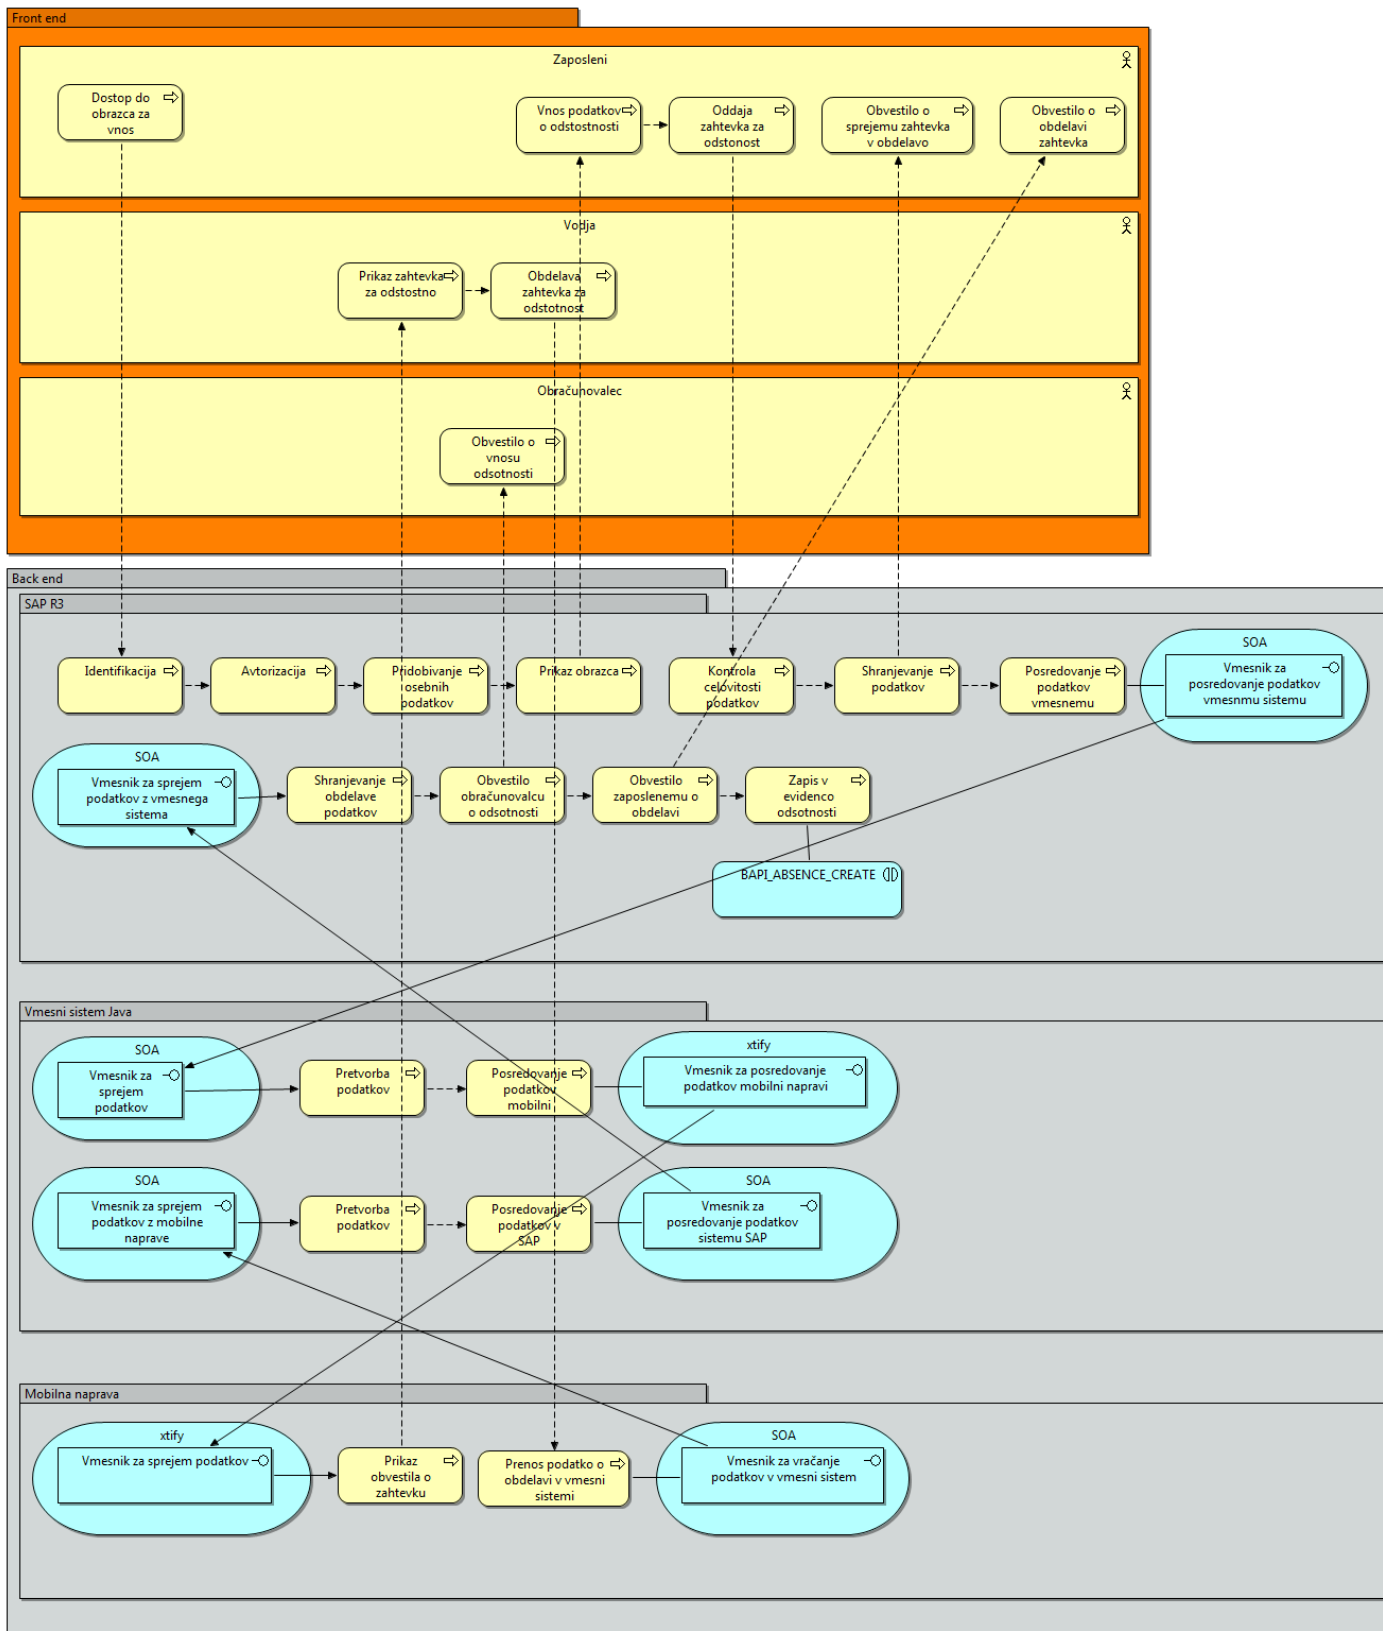 Front end
Zaposleni
Dostop do
obrazca za
vnos
Vnos podatkov
o odstostnosti
Oddaja
zahtevka za
odstonost
Obvestilo o
sprejemu zahtevka
v obdelavo
Obvestilo o
obdelavi
zahtevka
Vodja
Prikaz zahtevka
za odstostno
Obdelava
zahtevka za
odstotnost
Obračunovalec
Obvestilo o
vnosu
odsotnosti
Back end
SAP R3
Identifikacija
Avtorizacija
Pridobivanje
osebnih
podatkov
Prikaz obrazca
Kontrola
celovitosti
podatkov
Shranjevanje
podatkov
Posredovanje
podatkov
vmesnemu
SOA
Vmesnik za
posredovanje podatkov
vmesnmu sistemu
SOA
Vmesnik za sprejem
podatkov z vmesnega
sistema
Shranjevanje
obdelave
podatkov
Obvestilo
obračunovalcu
o odsotnosti
Obvestilo
zaposlenemu o
obdelavi
Zapis v
evidenco
odsotnosti
BAPI_ABSENCE_CREATE
Vmesni sistem Java
SOA
Vmesnik za
sprejem
podatkov
Pretvorba
podatkov
Posredovanje
podatkov
mobilni
xtify
Vmesnik za posredovanje
podatkov mobilni napravi
SOA
Vmesnik za sprejem
podatkov z mobilne
naprave
Pretvorba
podatkov
Posredovanje
podatkov v
SAP
SOA
Vmesnik za
posredovanje podatkov
sistemu SAP
Mobilna naprava
xtify
Vmesnik za sprejem podatkov
Prikaz
obvestila o
zahtevku
Prenos podatko o
obdelavi v vmesni
sistemi
SOA
Vmesnik za vračanje
podatkov v vmesni sistem